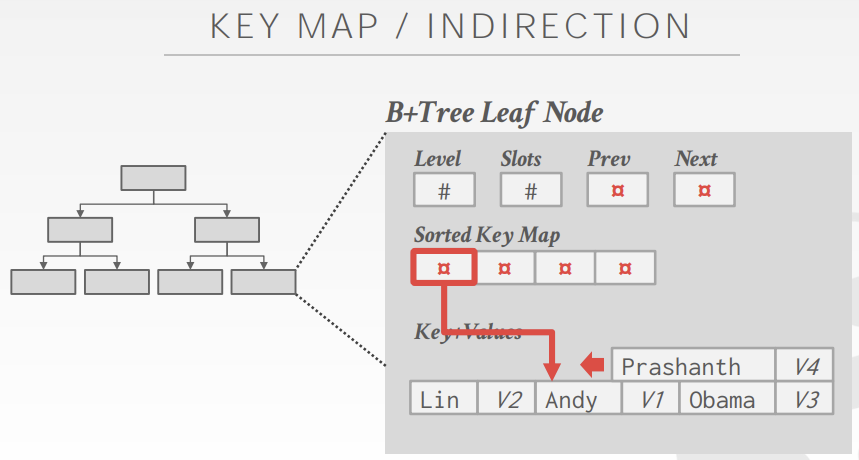 KEY MAP / INDIRECTION
B+Tree Leaf Node
Level Slots Prev Next
# # ¤ ¤
Sorted Key Map
¤ ¤ ¤ ¤
Key+Values
Prashanth V4
Lin V2 Andy V1 Obama V3